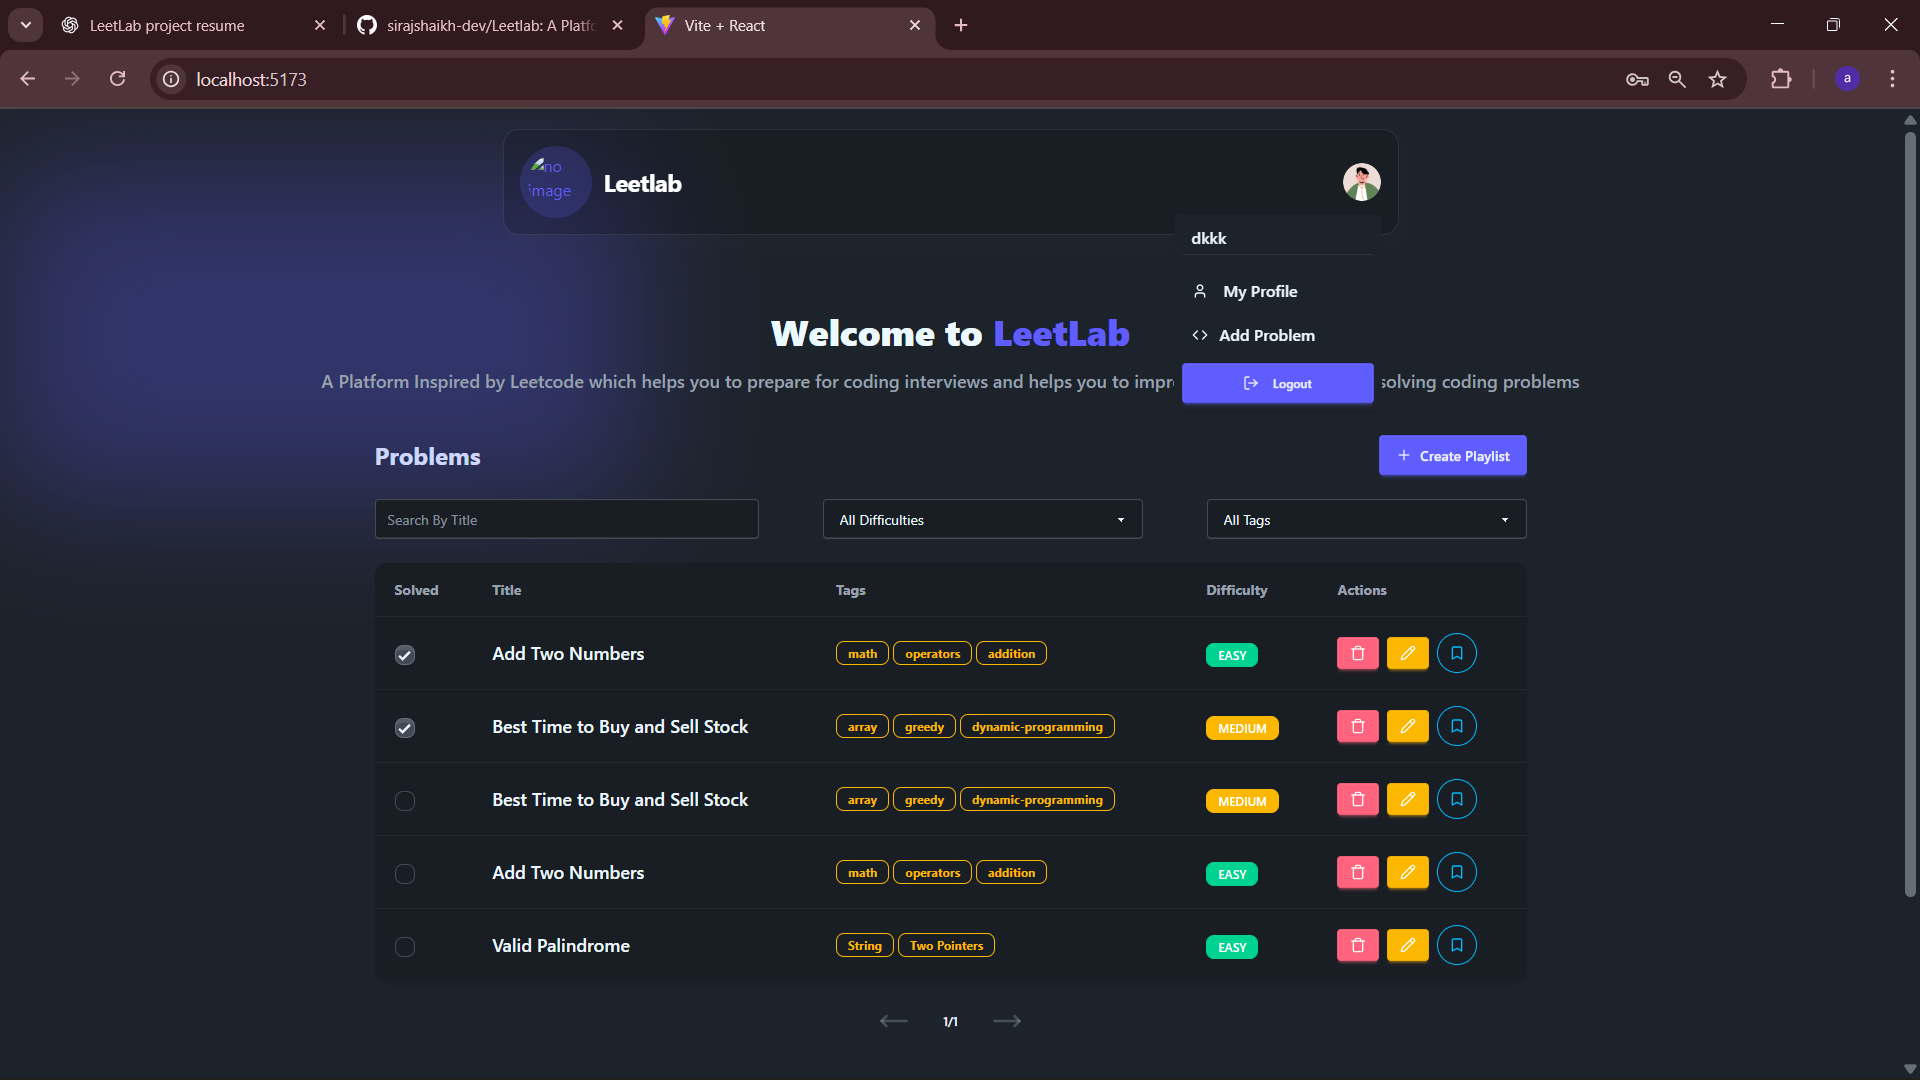 LeetLab project resume
sirajshaikh-dev/Leetlab: A Platfo
Vite + React
localhost:5173
a
no image
Leetlab
dkkk
My Profile
Add Problem
Logout
Welcome to LeetLab
A Platform Inspired by Leetcode which helps you to prepare for coding interviews and helps you to impr solving coding problems
Problems
+ Create Playlist
Search By Title
All Difficulties
All Tags
Solved Title Tags Difficulty Actions
Add Two Numbers math operators addition EASY
Best Time to Buy and Sell Stock array greedy dynamic-programming MEDIUM
Best Time to Buy and Sell Stock array greedy dynamic-programming MEDIUM
Add Two Numbers math operators addition EASY
Valid Palindrome String Two Pointers EASY
1/1